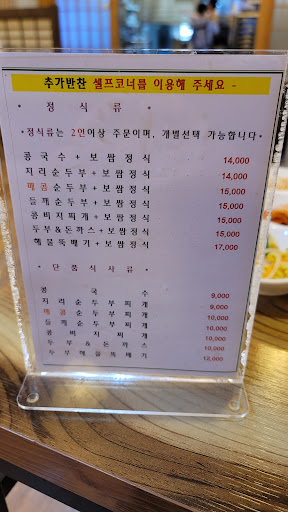 추가반찬 셀프코너를 이용해 주세요 -
• 정 식 류 •
•정식류는 2인이상 주문이며, 개별선택 가능합니다•
콩국수+보쌈정식 14,000
지리순두부+보쌈정식 14,000
매콤순두부+보쌈정식 15,000
들깨순두부+보쌈정식 15,000
콩비지찌개+보쌈정식 15,000
두부&돈까스+보쌈정식 15,000
해물뚝배기+보쌈정식 17,000
• 단 품 식 사 류 •
콩국수 9,000
지리순두부찌개 9,000
매콤순두부찌개 10,000
들깨순두부찌개 10,000
콩비지찌개 10,000
두부&돈까스 10,000
두부해물뚝배기 12,000